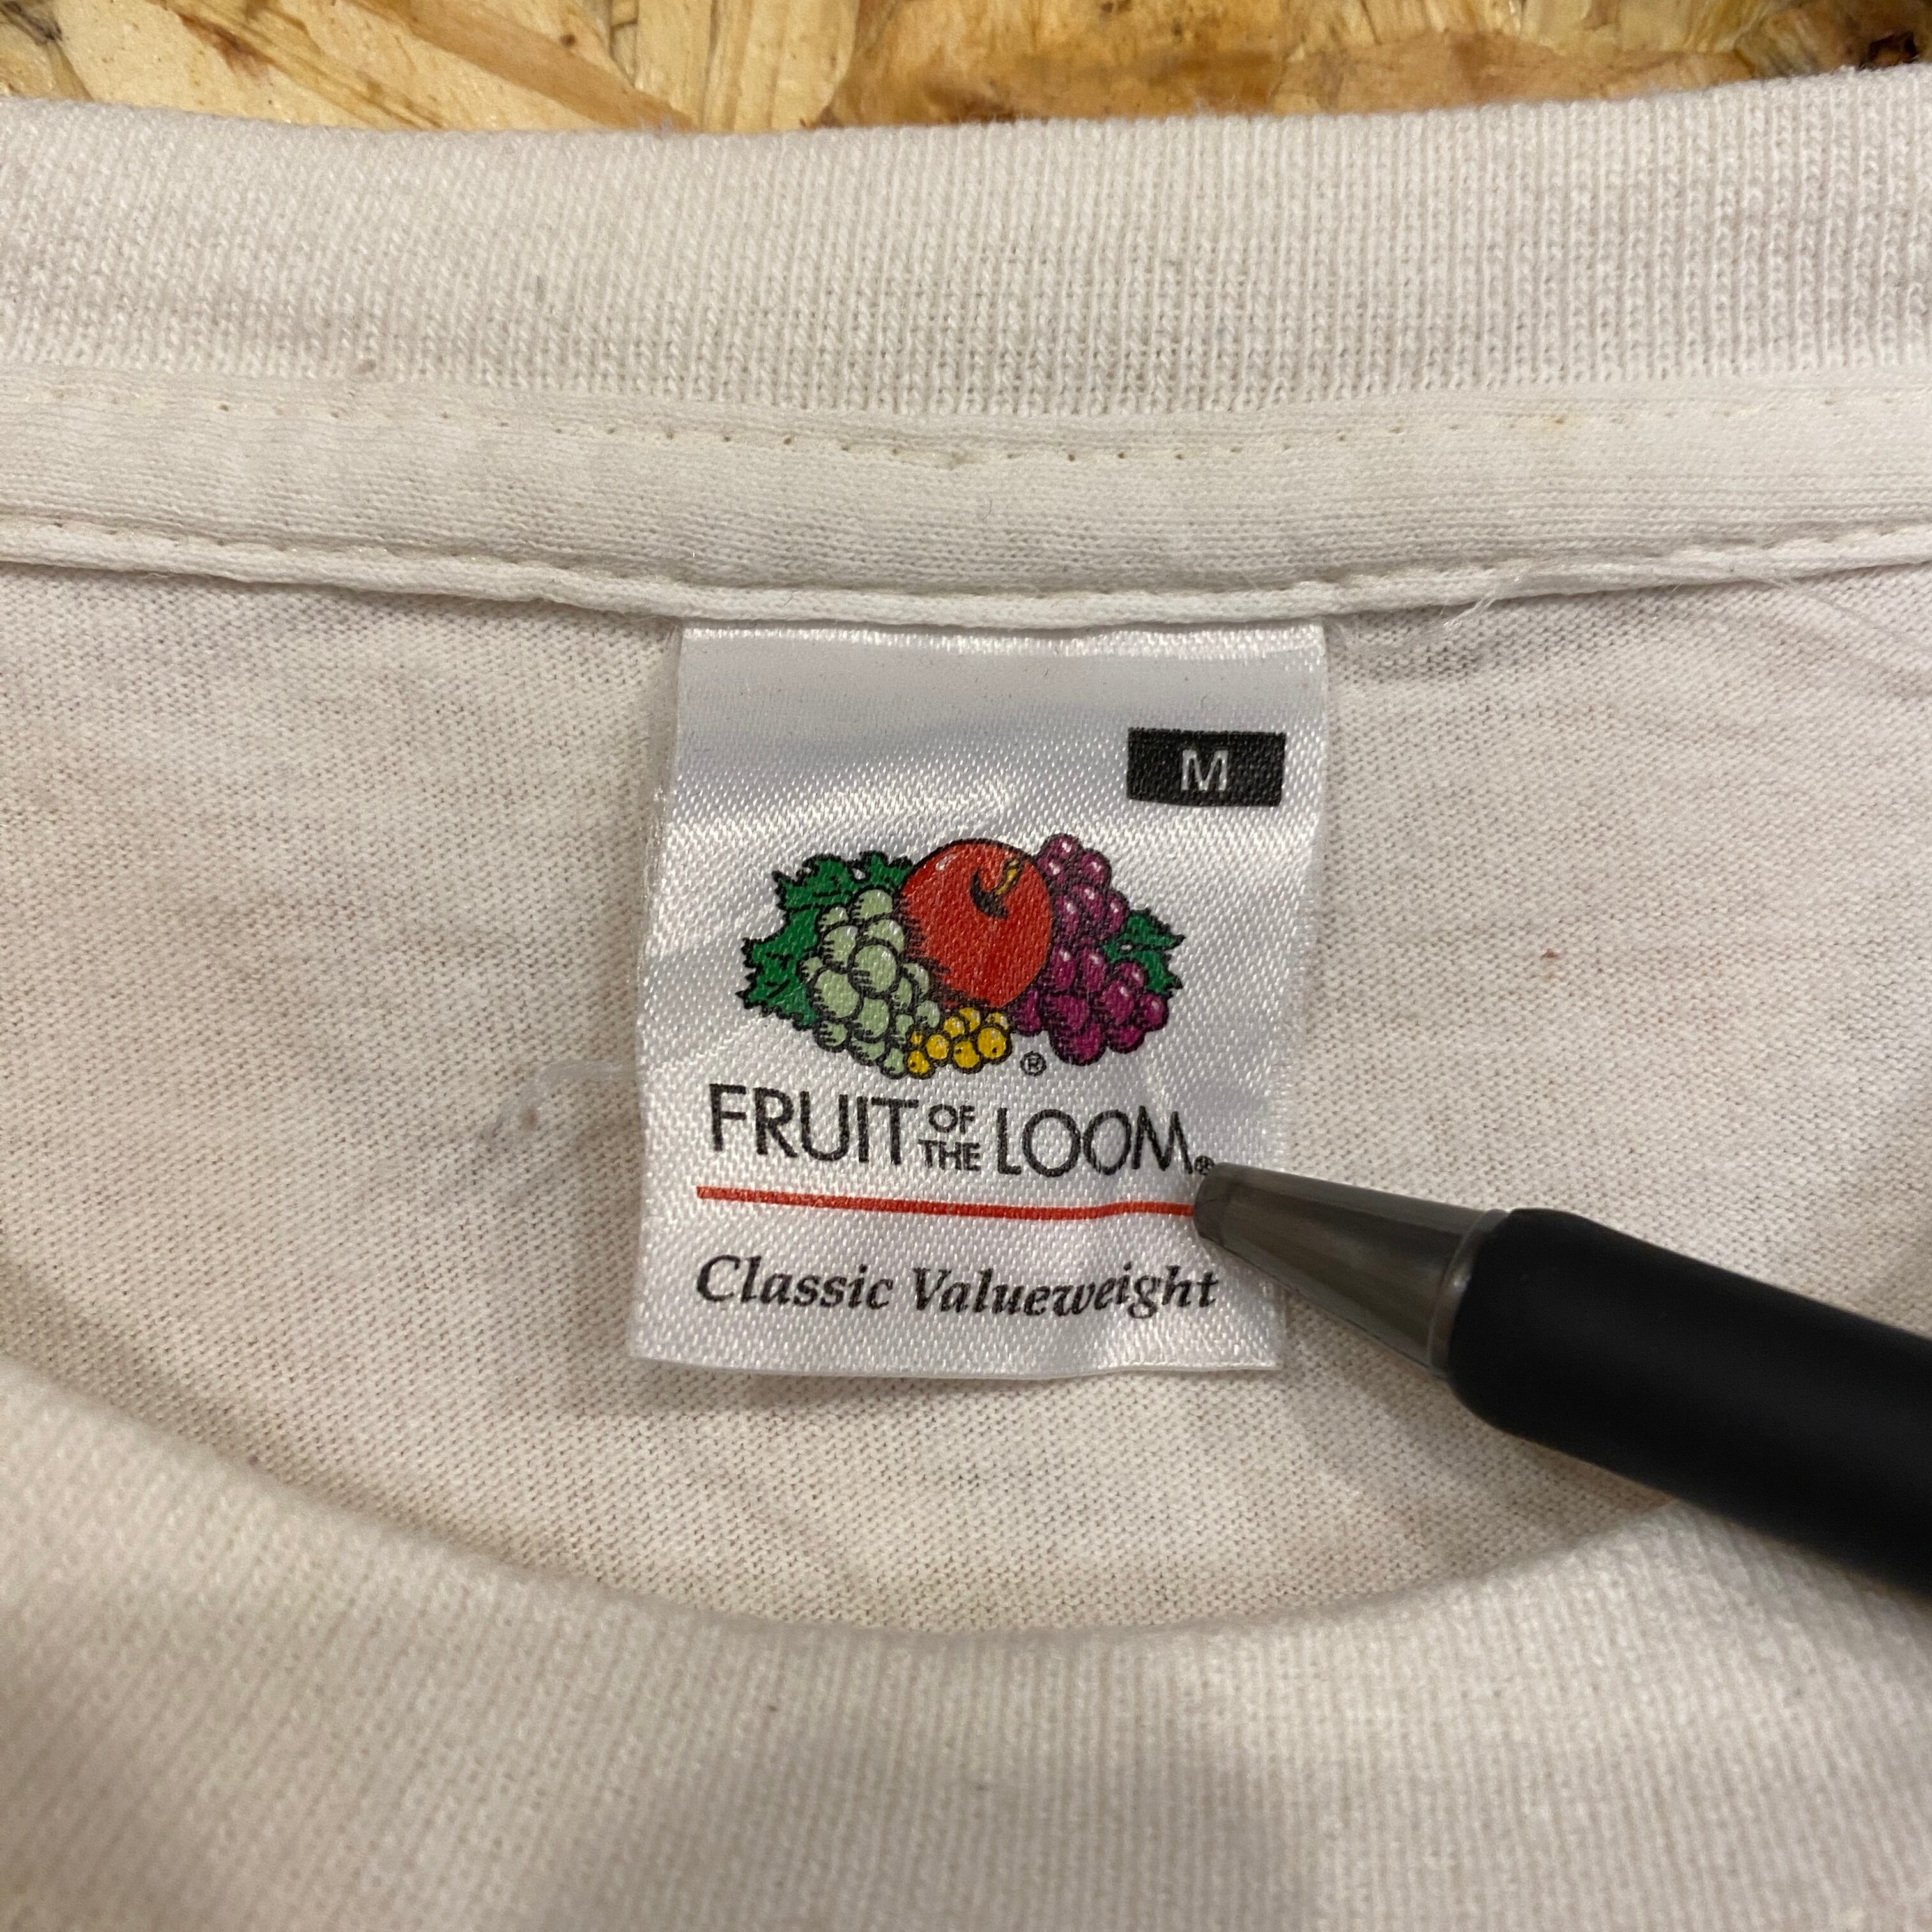 M
®
FRUIT OF THE LOOM®
Classic Valueweight